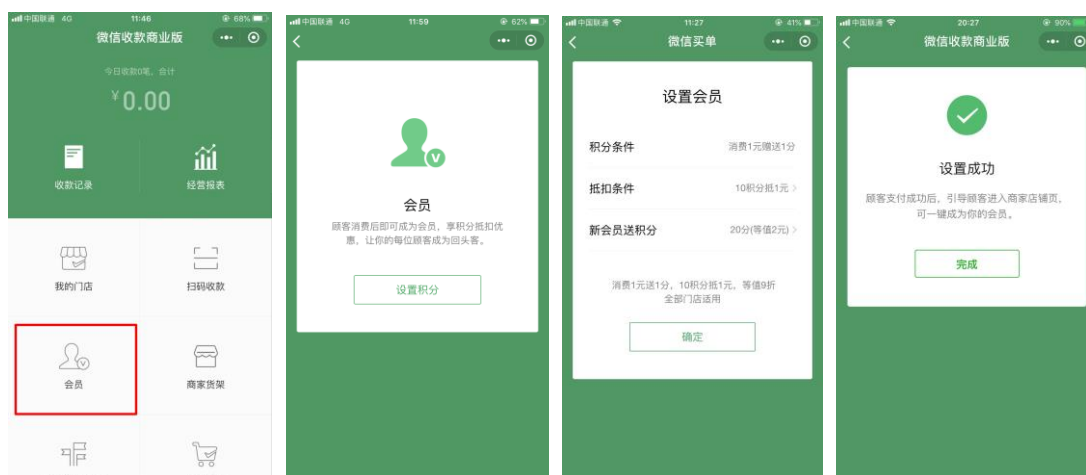 中国联通 4G 11:46 68%
微信收款商业版
今日收款0笔，合计
¥0.00
收款记录
经营报表
我的门店
扫码收款
会员
商家货架
中国联通 4G 11:59 62%
会员
顾客消费后即可成为会员，享积分抵扣优
惠，让你的每位顾客成为回头客。
设置积分
中国联通 11:27 41%
微信买单
设置会员
积分条件 消费1元赠送1分
抵扣条件 10积分抵1元
新会员送积分 20分(等值2元)
消费1元送1分，10积分抵1元，等值9折
全部门店适用
确定
中国联通 20:27 90%
微信收款商业版
设置成功
顾客支付成功后，引导顾客进入商家店铺页，
可一键成为你的会员。
完成